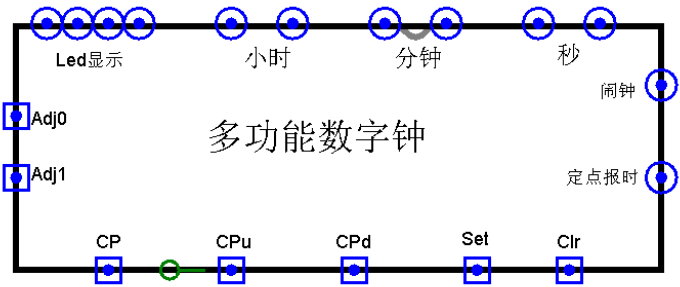 Led显示
小时
分钟
秒
闹钟
Adj0
多功能数字钟
Adj1
定点报时
CP
CPu
CPd
Set
Clr